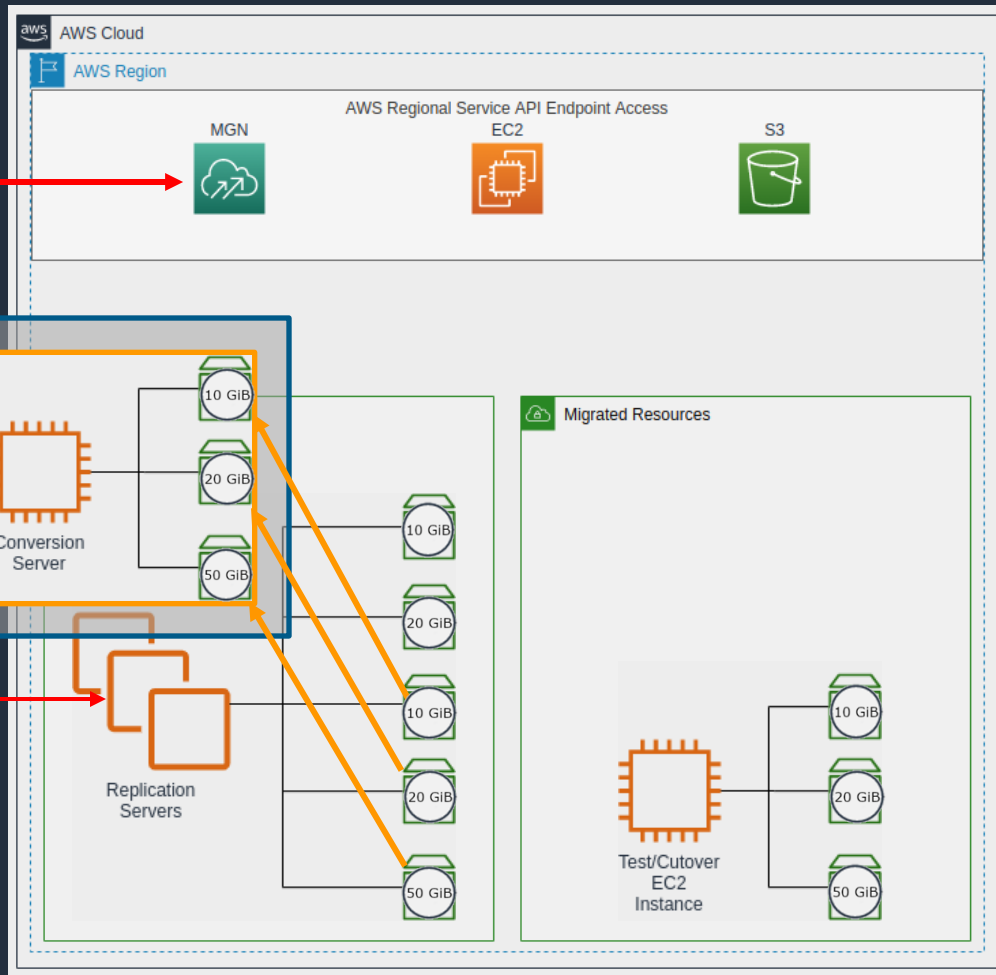 aws
AWS Cloud
AWS Region
AWS Regional Service API Endpoint Access
MGN
EC2
S3
10 GiB
20 GiB
50 GiB
Conversion
Server
Migrated Resources
10 GiB
20 GiB
10 GiB
20 GiB
50 GiB
Replication
Servers
10 GiB
20 GiB
50 GiB
Test/Cutover
EC2
Instance